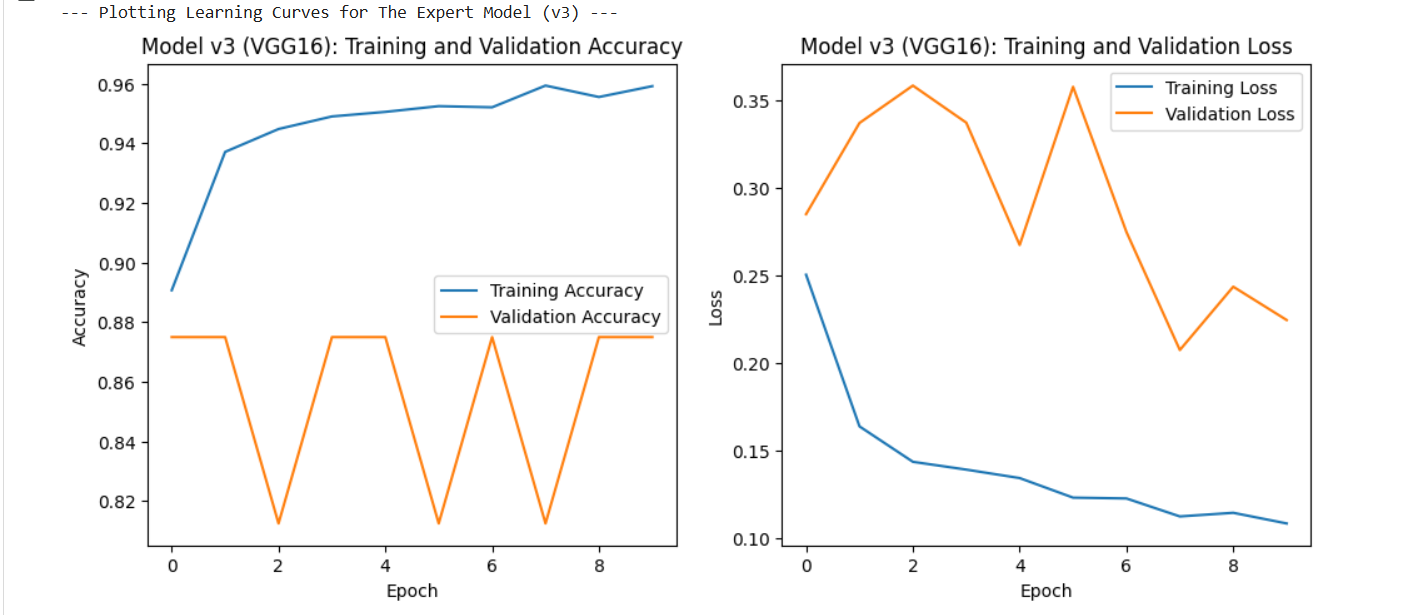 --- Plotting Learning Curves for The Expert Model (v3) ---
Model v3 (VGG16): Training and Validation Accuracy
0.96
0.94
0.92
0.90
0.88
0.86
0.84
0.82
Accuracy
Training Accuracy
Validation Accuracy
0 2 4 6 8
Epoch
Model v3 (VGG16): Training and Validation Loss
0.35
0.30
0.25
0.20
0.15
0.10
Loss
Training Loss
Validation Loss
0 2 4 6 8
Epoch